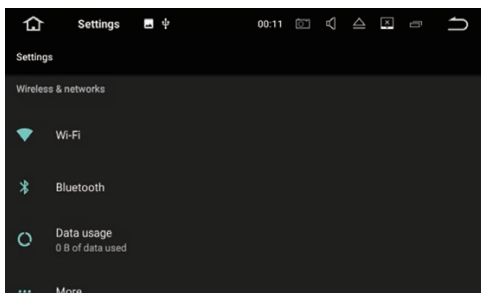 Settings 00:11
Settings
Wireless & networks
Wi-Fi
Bluetooth
Data usage
0 B of data used
More